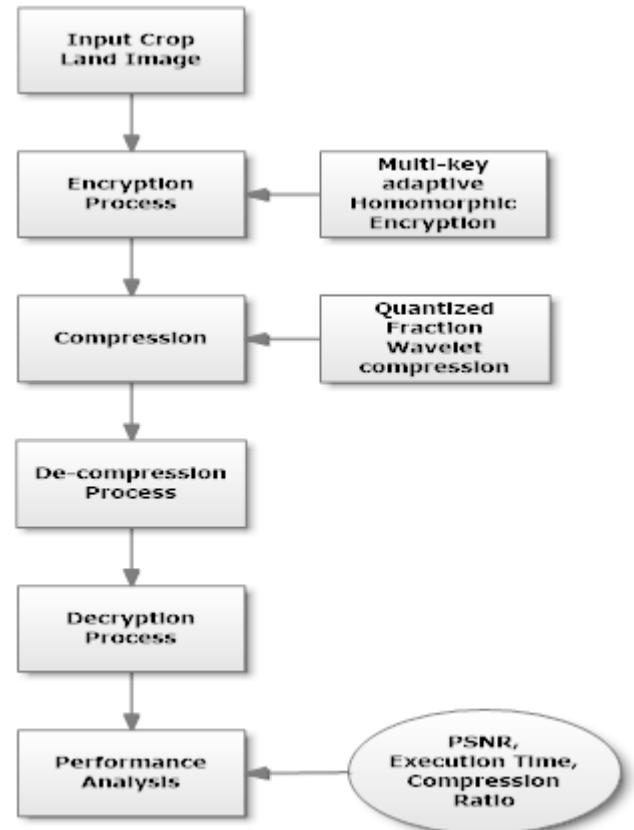 Input Crop
Land Image
Encryption
Process
Multi-key
adaptive
Homomorphic
Encryption
Compression
Quantized
Fraction
Wavelet
compression
De-compression
Process
Decryption
Process
Performance
Analysis
PSNR,
Execution Time,
Compression
Ratio